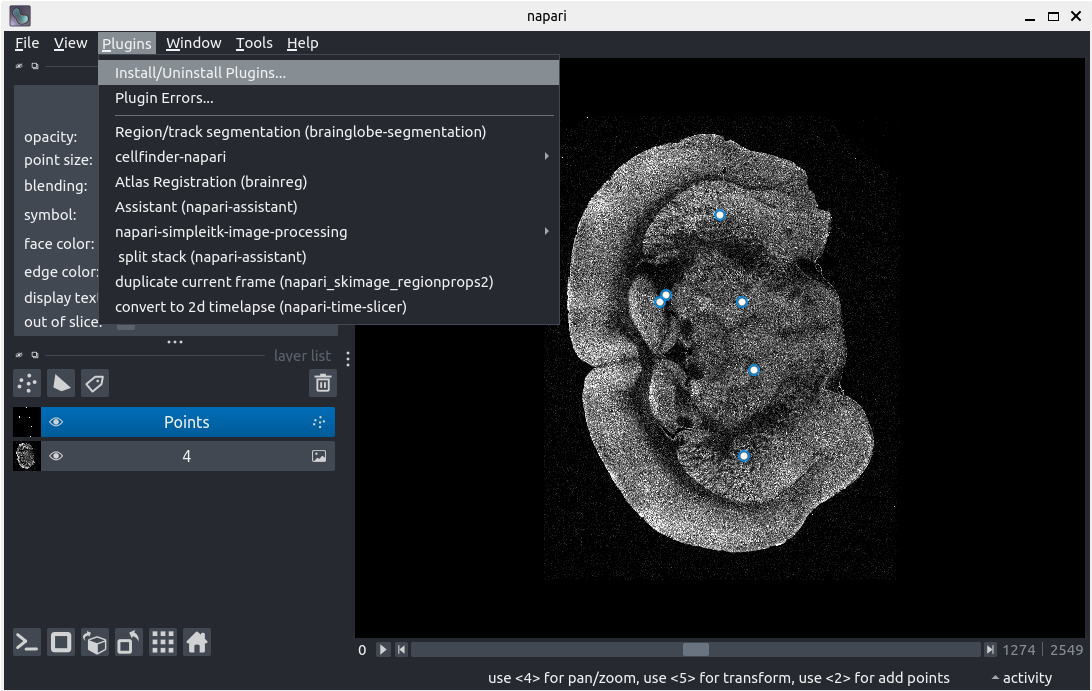 napari
File View Plugins Window Tools Help
Install/Uninstall Plugins...
Plugin Errors...
Region/track segmentation (brainglobe-segmentation)
cellfinder-napari
Atlas Registration (brainreg)
Assistant (napari-assistant)
napari-simpleitk-image-processing
split stack (napari-assistant)
duplicate current frame (napari_skimage_regionprops2)
convert to 2d timelapse (napari-time-slicer)
opacity:
point size:
blending:
symbol:
face color:
edge color:
display tex
out of slice:
layer list
Points
4
0 1274 2549
use <4> for pan/zoom, use <5> for transform, use <2> for add points activity